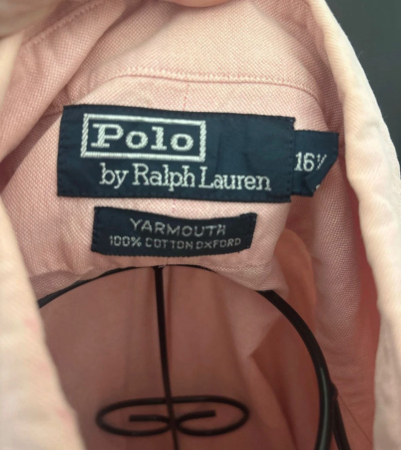 Polo
by Ralph Lauren
16½
YARMOUTH
100% COTTON OXFORD